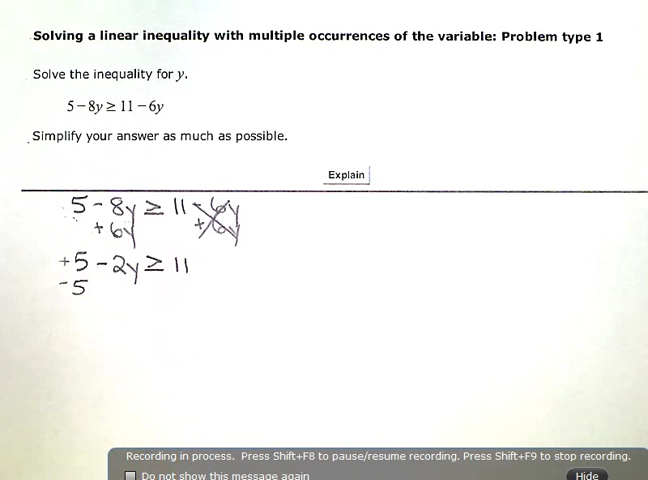 Solving a linear inequality with multiple occurrences of the variable: Problem type 1
Solve the inequality for y.
5 – 8y ≥ 11 – 6y
Simplify your answer as much as possible.
Explain
5 - 8y ≥ 11 - 6y
+ 6y + 6y
+5 - 2y ≥ 11
-5
Recording in process. Press Shift+F8 to pause/resume recording. Press Shift+F9 to stop recording.
Do not show this message again Hide